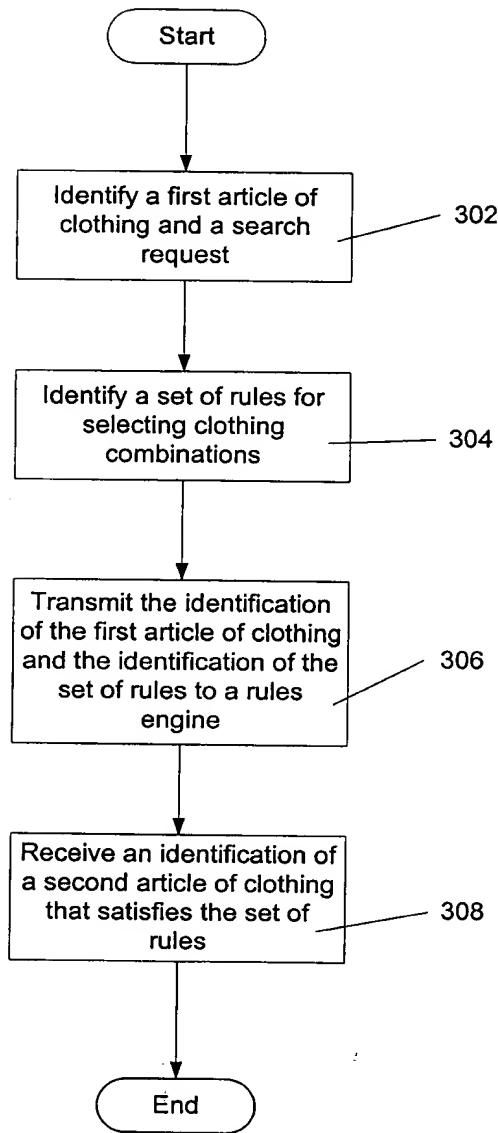 Start
Identify a first article of
clothing and a search
request
302
Identify a set of rules for
selecting clothing
combinations
304
Transmit the identification
of the first article of clothing
and the identification of the
set of rules to a rules
engine
306
Receive an identification of
a second article of clothing
that satisfies the set of
rules
308
End